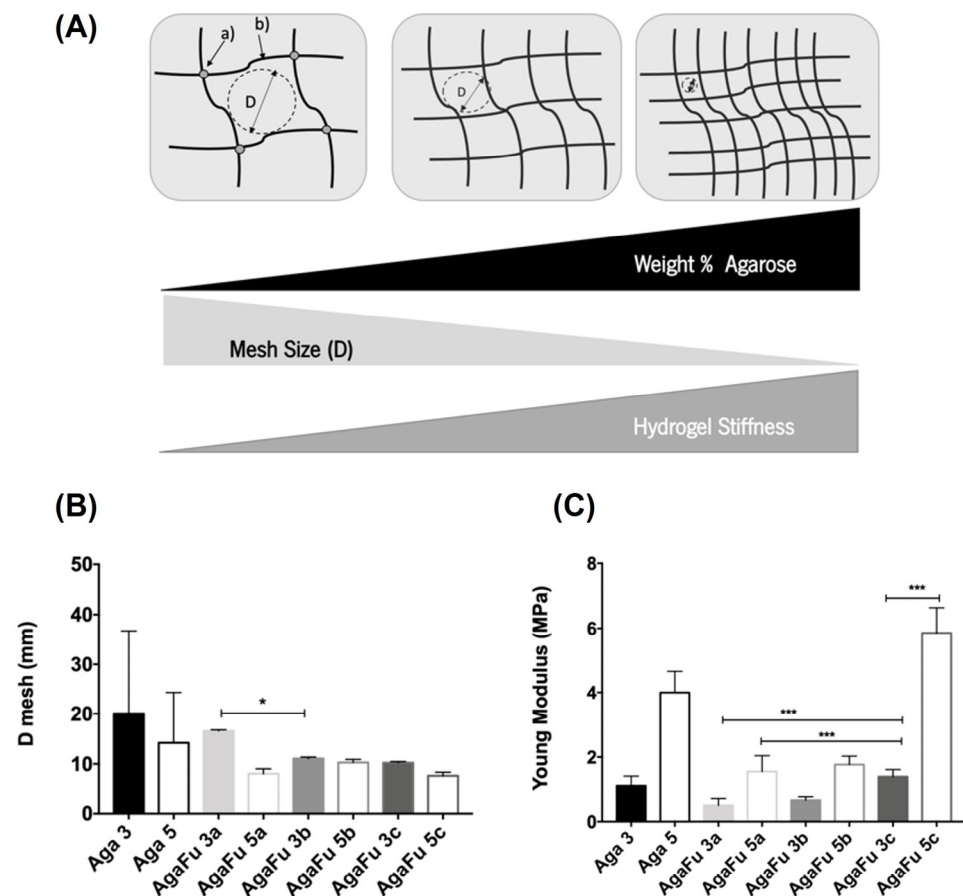 (A)
a)
b)
D
D
Weight % Agarose
Mesh Size (D)
Hydrogel Stiffness
(B)
D mesh (mm)
50
40
30
20
10
0
*
Aga 3
Aga 5
AgaFu 3a
AgaFu 5a
AgaFu 3b
AgaFu 5b
AgaFu 3c
AgaFu 5c
(C)
Young Modulus (MPa)
8
6
4
2
0
***
***
***
Aga 3
Aga 5
AgaFu 3a
AgaFu 5a
AgaFu 3b
AgaFu 5b
AgaFu 3c
AgaFu 5c